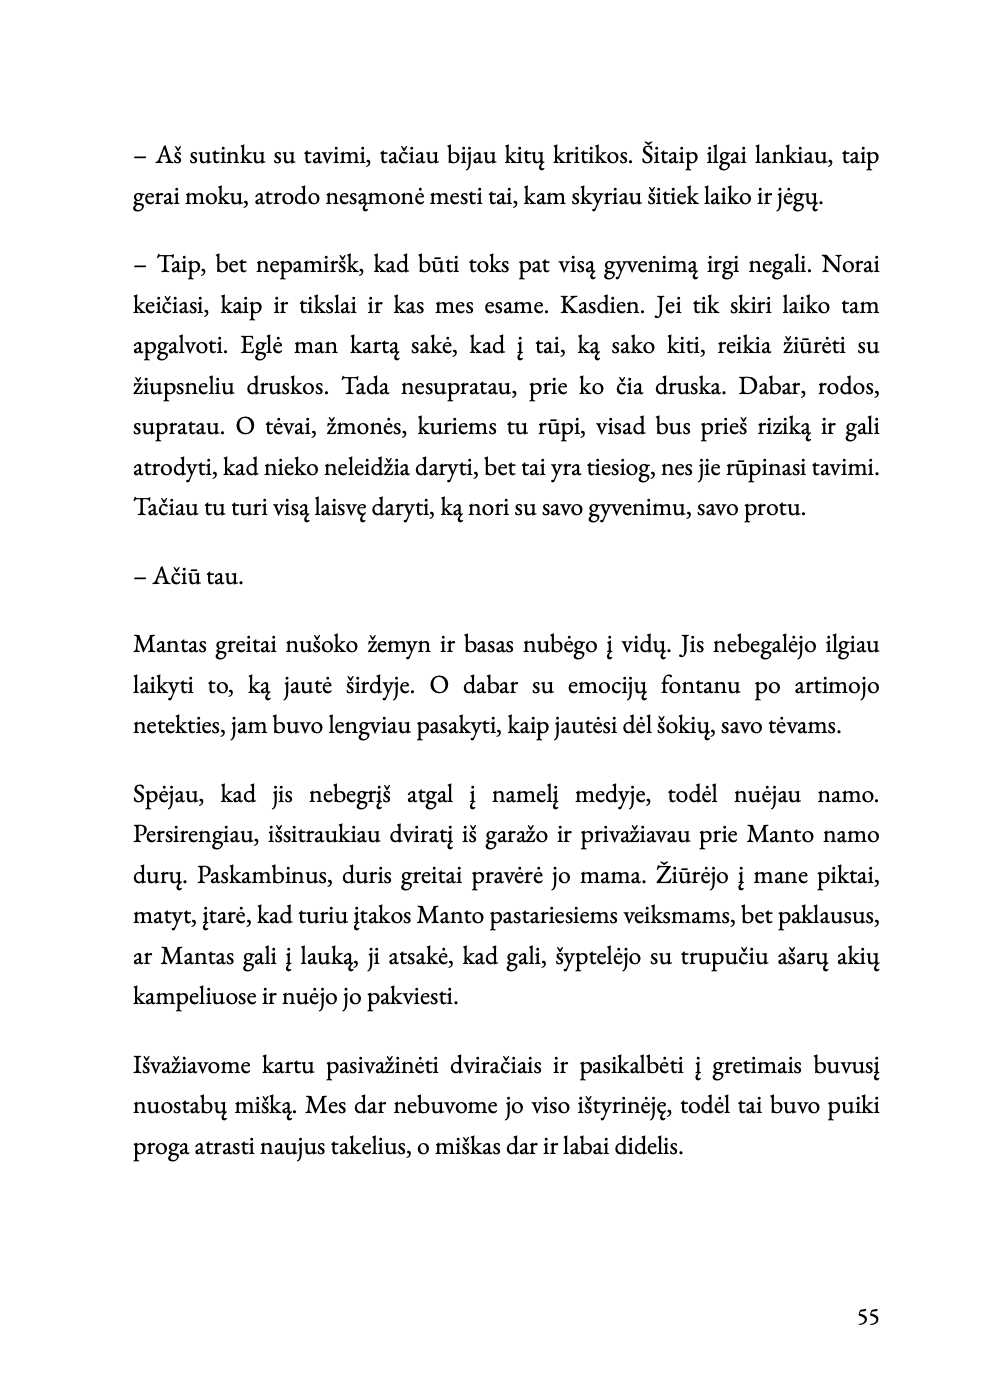 – Aš sutinku su tavimi, tačiau bijau kitų kritikos. Šitaip ilgai lankiau, taip
gerai moku, atrodo nesąmonė mesti tai, kam skyriau šitiek laiko ir jėgų.
– Taip, bet nepamiršk, kad būti toks pat visą gyvenimą irgi negali. Norai
keičiasi, kaip ir tikslai ir kas mes esame. Kasdien. Jei tik skiri laiko tam
apgalvoti. Eglė man kartą sakė, kad į tai, ką sako kiti, reikia žiūrėti su
žiupsneliu druskos. Tada nesupratau, prie ko čia druska. Dabar, rodos,
supratau. O tėvai, žmonės, kuriems tu rūpi, visad bus prieš riziką ir gali
atrodyti, kad nieko neleidžia daryti, bet tai yra tiesiog, nes jie rūpinasi tavimi.
Tačiau tu turi visą laisvę daryti, ką nori su savo gyvenimu, savo protu.
– Ačiū tau.
Mantas greitai nušoko žemyn ir basas nubėgo į vidų. Jis nebegalėjo ilgiau
laikyti to, ką jautė širdyje. O dabar su emocijų fontanu po artimojo
netekties, jam buvo lengviau pasakyti, kaip jautėsi dėl šokių, savo tėvams.
Spėjau, kad jis nebegrįš atgal į namelį medyje, todėl nuėjau namo.
Persirengiau, išsitraukiau dviratį iš garažo ir privažiavau prie Manto namo
durų. Paskambinus, duris greitai pravėrė jo mama. Žiūrėjo į mane piktai,
matyt, įtarė, kad turiu įtakos Manto pastariesiems veiksmams, bet paklausus,
ar Mantas gali į lauką, ji atsakė, kad gali, šyptelėjo su trupučiu ašarų akių
kampeliuose ir nuėjo jo pakviesti.
Išvažiavome kartu pasivažinėti dviračiais ir pasikalbėti į gretimais buvusį
nuostabų mišką. Mes dar nebuvome jo viso ištyrinėję, todėl tai buvo puiki
proga atrasti naujus takelius, o miškas dar ir labai didelis.
55